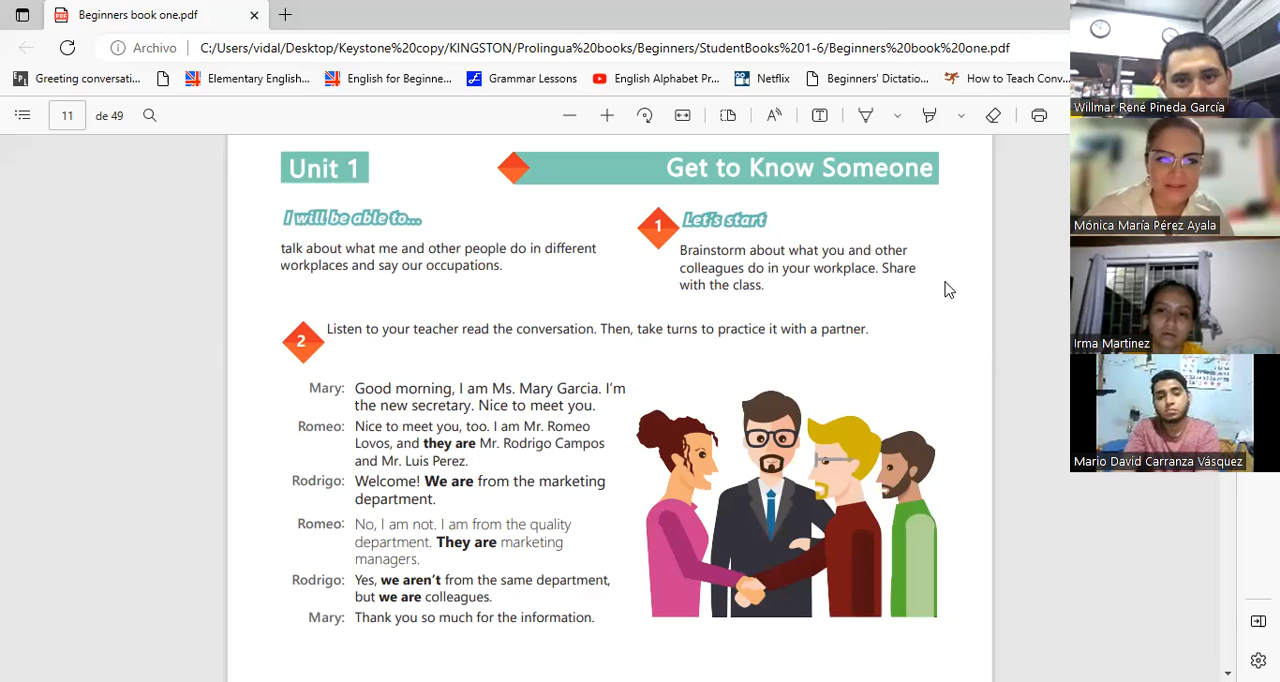 Beginners book one.pdf
Archivo
C:/Users/vidal/Desktop/Keystone%20copy/KINGSTON/Prolingua%20books/Beginners/StudentBooks%201-6/Beginners%20book%20one.pdf
Greeting conversati...
Elementary English...
English for Beginne...
Grammar Lessons
English Alphabet Pr...
Netflix
Beginners' Dictatio...
How to Teach Conv...
11
de 49
Unit 1
Get to Know Someone
I will be able to...
talk about what me and other people do in different
workplaces and say our occupations.
1
Let's start
Brainstorm about what you and other
colleagues do in your workplace. Share
with the class.
2
Listen to your teacher read the conversation. Then, take turns to practice it with a partner.
Mary: Good morning, I am Ms. Mary Garcia. I'm
the new secretary. Nice to meet you.
Romeo: Nice to meet you, too. I am Mr. Romeo
Lovos, and they are Mr. Rodrigo Campos
and Mr. Luis Perez.
Rodrigo: Welcome! We are from the marketing
department.
Romeo: No, I am not. I am from the quality
department. They are marketing
managers.
Rodrigo: Yes, we aren't from the same department,
but we are colleagues.
Mary: Thank you so much for the information.
Willmar René Pineda García
Mónica María Pérez Ayala
Irma Martinez
Mario David Carranza Vásquez